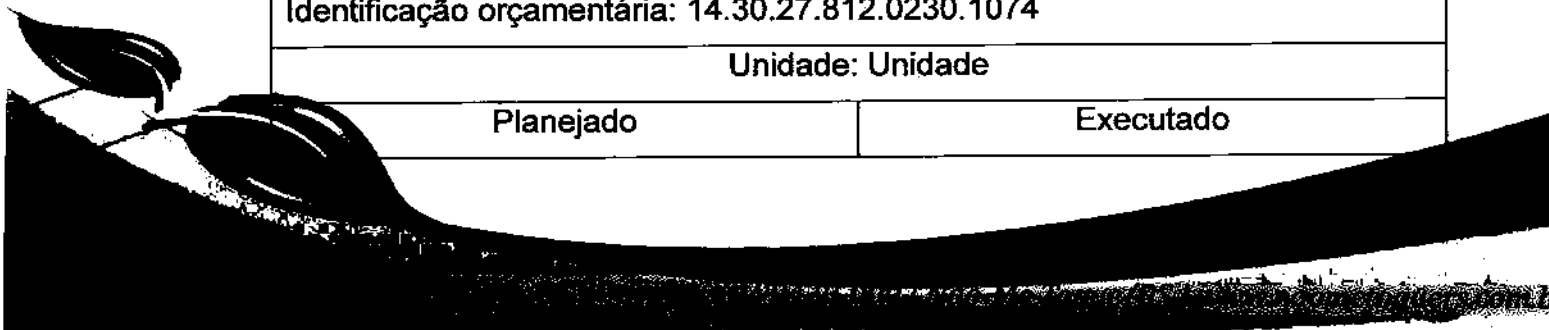 Identificação orçamentária: 14.30.27.812.0230.1074
Unidade: Unidade
Planejado
Executado